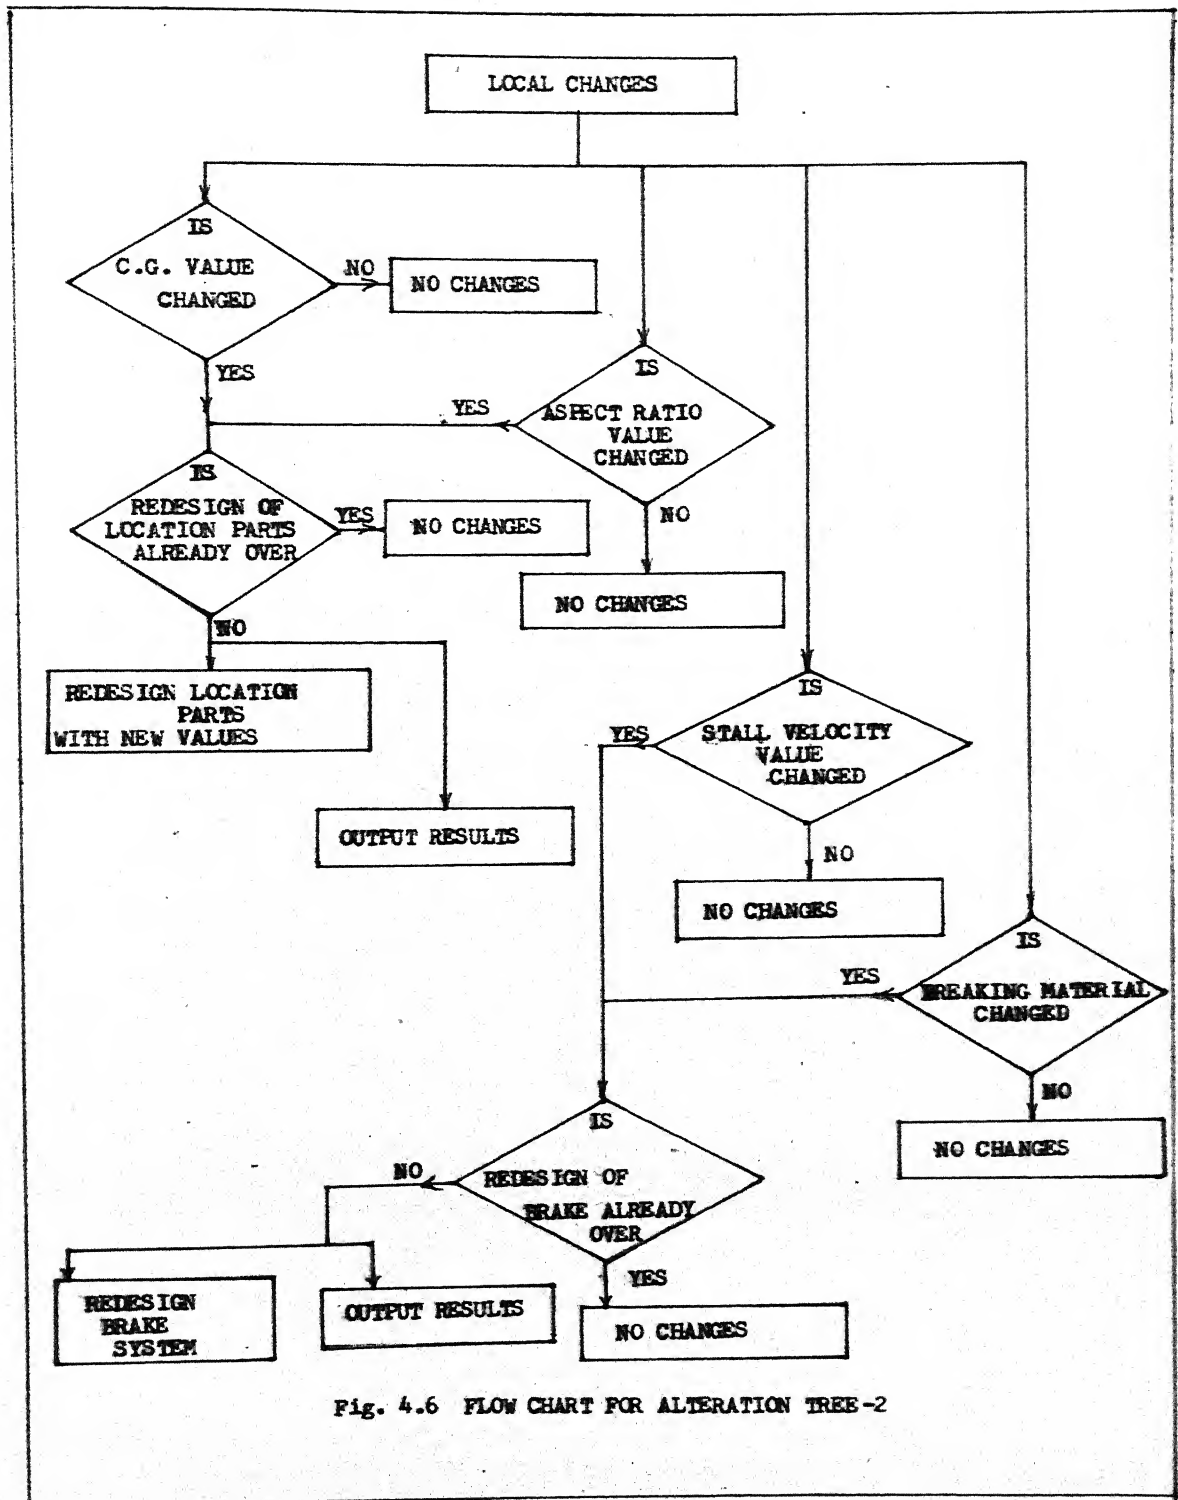 LOCAL CHANGES
IS
C.G. VALUE
CHANGED
NO
NO CHANGES
YES
IS
ASPECT RATIO
VALUE
CHANGED
YES
NO
NO CHANGES
IS
REDESIGN OF
LOCATION PARTS
ALREADY OVER
YES
NO CHANGES
NO
REDESIGN LOCATION
PARTS
WITH NEW VALUES
OUTPUT RESULTS
IS
STALL VELOCITY
VALUE
CHANGED
YES
NO
NO CHANGES
IS
BREAKING MATERIAL
CHANGED
YES
NO
NO CHANGES
IS
REDESIGN OF
BRAKE ALREADY
OVER
NO
YES
REDESIGN
BRAKE
SYSTEM
OUTPUT RESULTS
NO CHANGES
Fig. 4.6 FLOW CHART FOR ALTERATION TREE-2